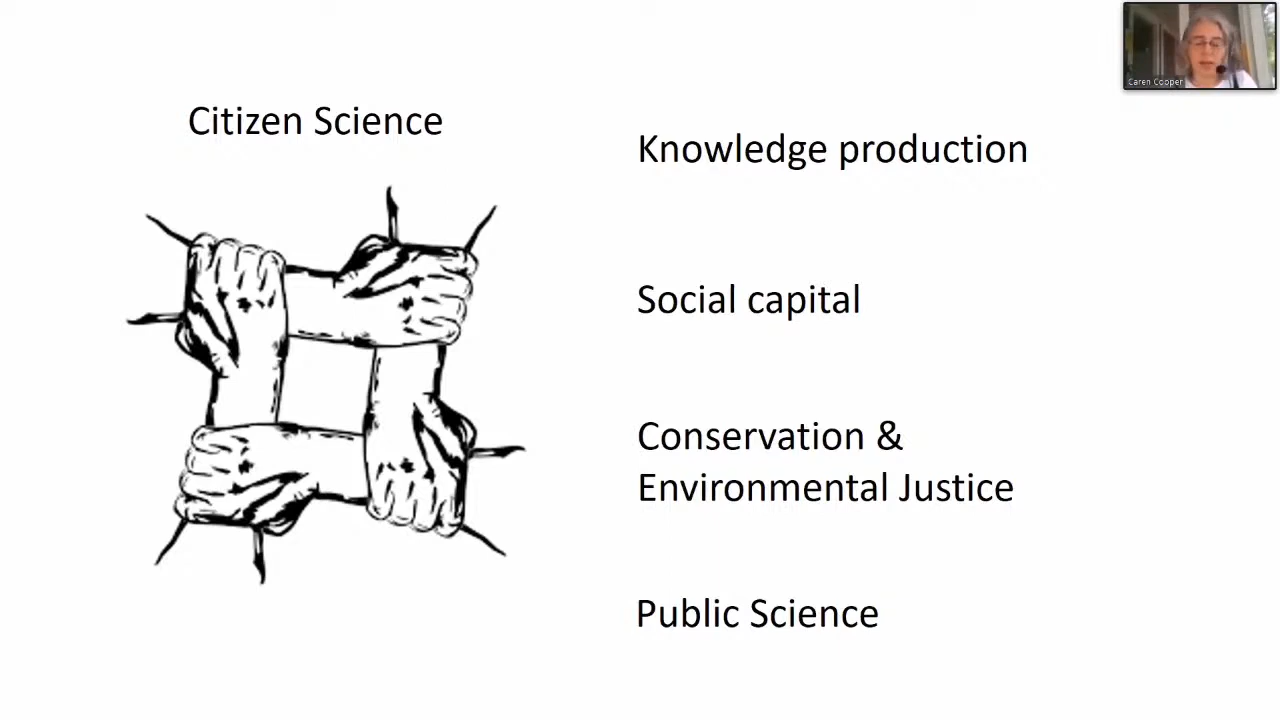 Citizen Science
Knowledge production
Social capital
Conservation &
Environmental Justice
Public Science
Caren Cooper